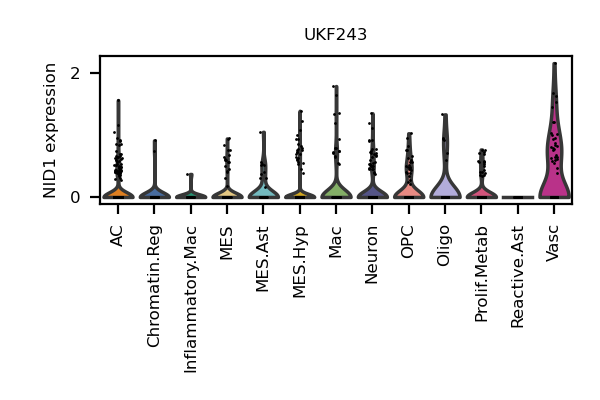 UKF243
NID1 expression
2
0
AC
Chromatin.Reg
Inflammatory.Mac
MES
MES.Ast
MES.Hyp
Mac
Neuron
OPC
Oligo
Prolif.Metab
Reactive.Ast
Vasc